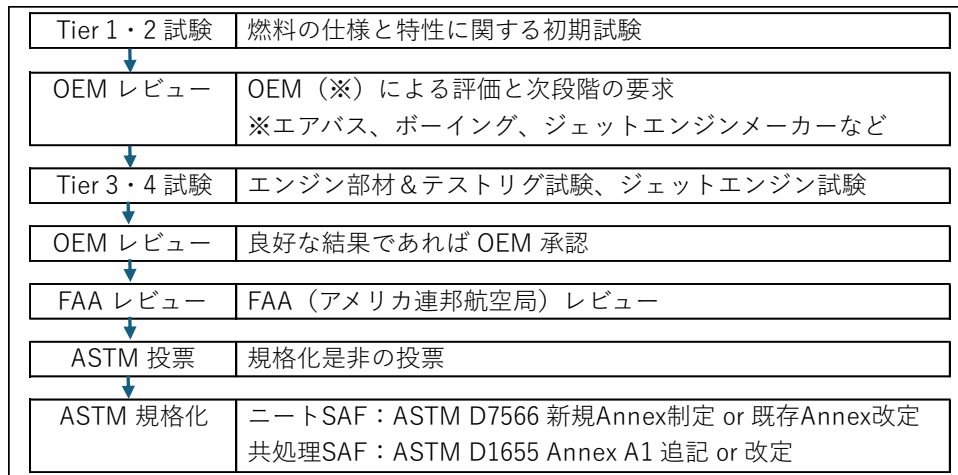 Tier 1・2 試験 燃料の仕様と特性に関する初期試験
OEM レビュー OEM（※）による評価と次段階の要求
※エアバス、ボーイング、ジェットエンジンメーカーなど
Tier 3・4 試験 エンジン部材＆テストリグ試験、ジェットエンジン試験
OEM レビュー 良好な結果であれば OEM 承認
FAA レビュー FAA（アメリカ連邦航空局）レビュー
ASTM 投票 規格化是非の投票
ASTM 規格化 ニートSAF：ASTM D7566 新規Annex制定 or 既存Annex改定
共処理SAF：ASTM D1655 Annex A1 追記 or 改定